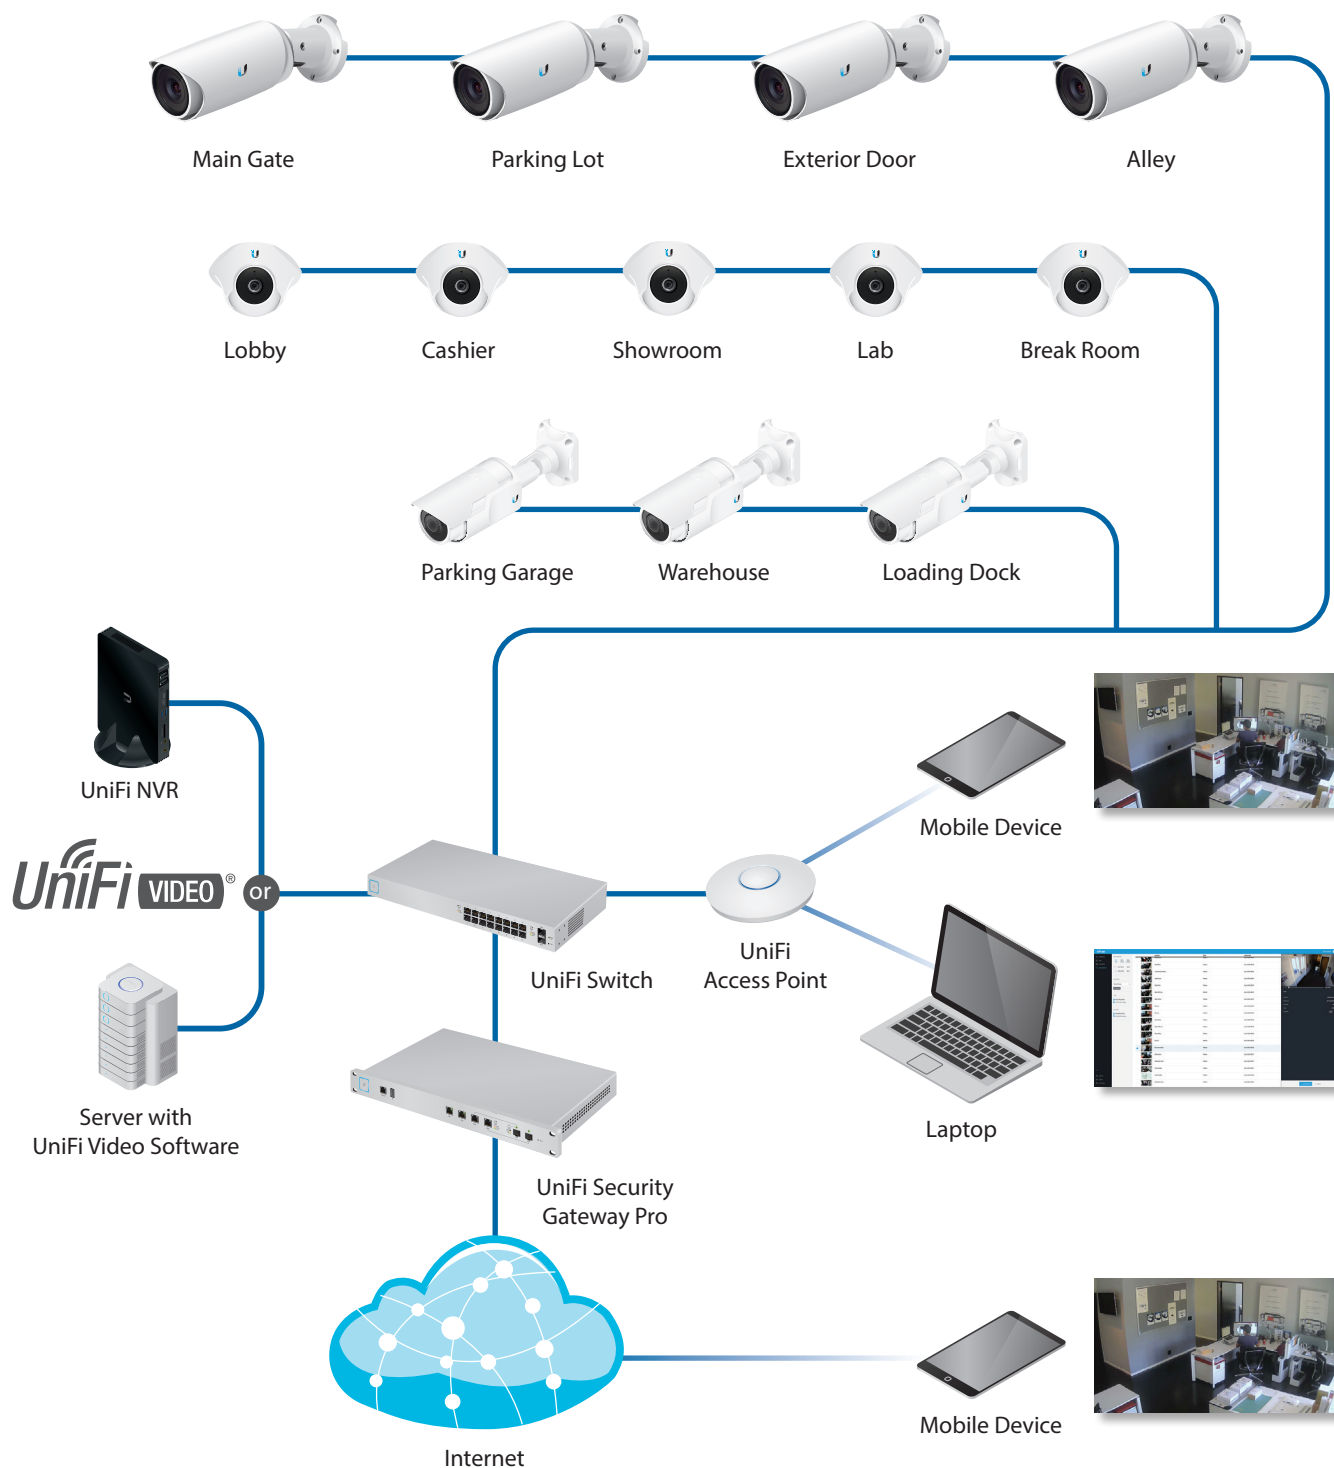 Main Gate
Parking Lot
Exterior Door
Alley
Lobby
Cashier
Showroom
Lab
Break Room
Parking Garage
Warehouse
Loading Dock
UniFi NVR
Mobile Device
UniFi VIDEO®
or
UniFi Switch
UniFi
Access Point
Server with
UniFi Video Software
Laptop
UniFi Security
Gateway Pro
Internet
Mobile Device